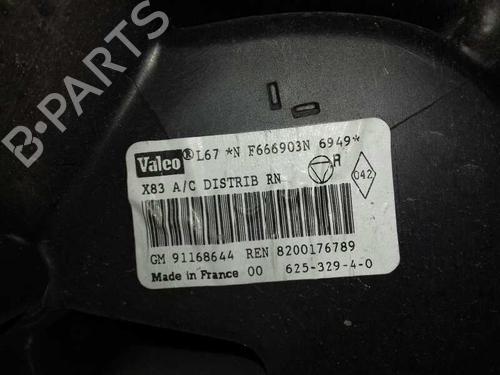 Valeo® L67 *N F666903N 6949*
X83 A/C DISTRIB RN
R
042
GM 91168644 REN 8200176789
Made in France 00 625-329-4-0
B-PARTS